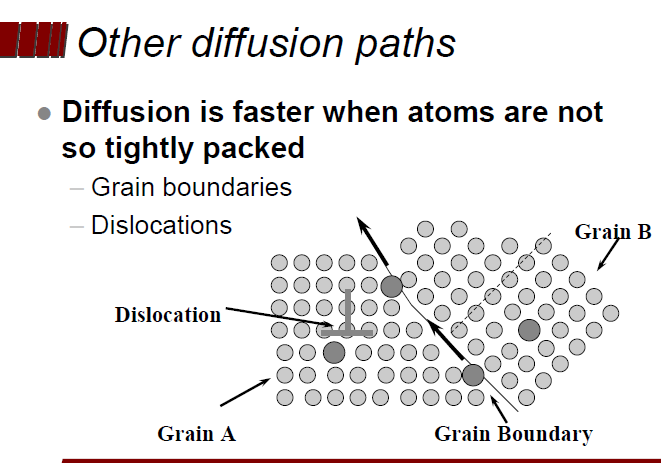 Other diffusion paths
● Diffusion is faster when atoms are not
so tightly packed
– Grain boundaries
– Dislocations
Grain B
Dislocation
Grain A
Grain Boundary